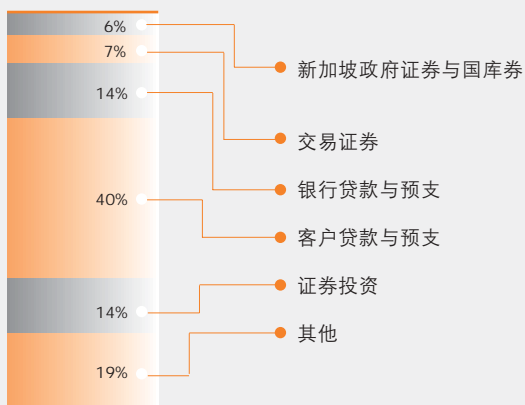 6%
新加坡政府证券与国库券
7%
交易证券
14%
银行贷款与预支
40%
客户贷款与预支
14%
证券投资
19%
其他